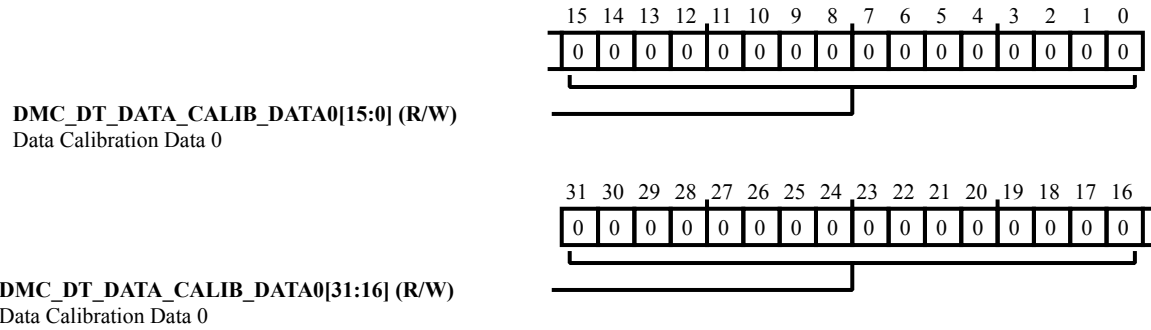 15 14 13 12 11 10 9 8 7 6 5 4 3 2 1 0
0 0 0 0 0 0 0 0 0 0 0 0 0 0 0 0
DMC_DT_DATA_CALIB_DATA0[15:0] (R/W)
Data Calibration Data 0
31 30 29 28 27 26 25 24 23 22 21 20 19 18 17 16
0 0 0 0 0 0 0 0 0 0 0 0 0 0 0 0
DMC_DT_DATA_CALIB_DATA0[31:16] (R/W)
Data Calibration Data 0